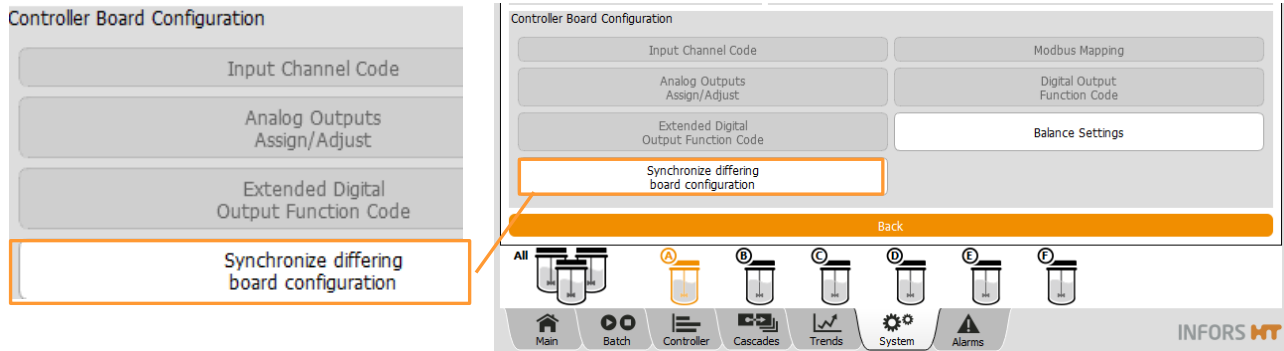 Controller Board Configuration
Input Channel Code
Analog Outputs
Assign/Adjust
Extended Digital
Output Function Code
Synchronize differing
board configuration
Controller Board Configuration
Input Channel Code
Modbus Mapping
Analog Outputs
Assign/Adjust
Digital Output
Function Code
Extended Digital
Output Function Code
Balance Settings
Synchronize differing
board configuration
Back
All
A
B
C
D
E
F
Main
Batch
Controller
Cascades
Trends
System
Alarms
INFORS HT